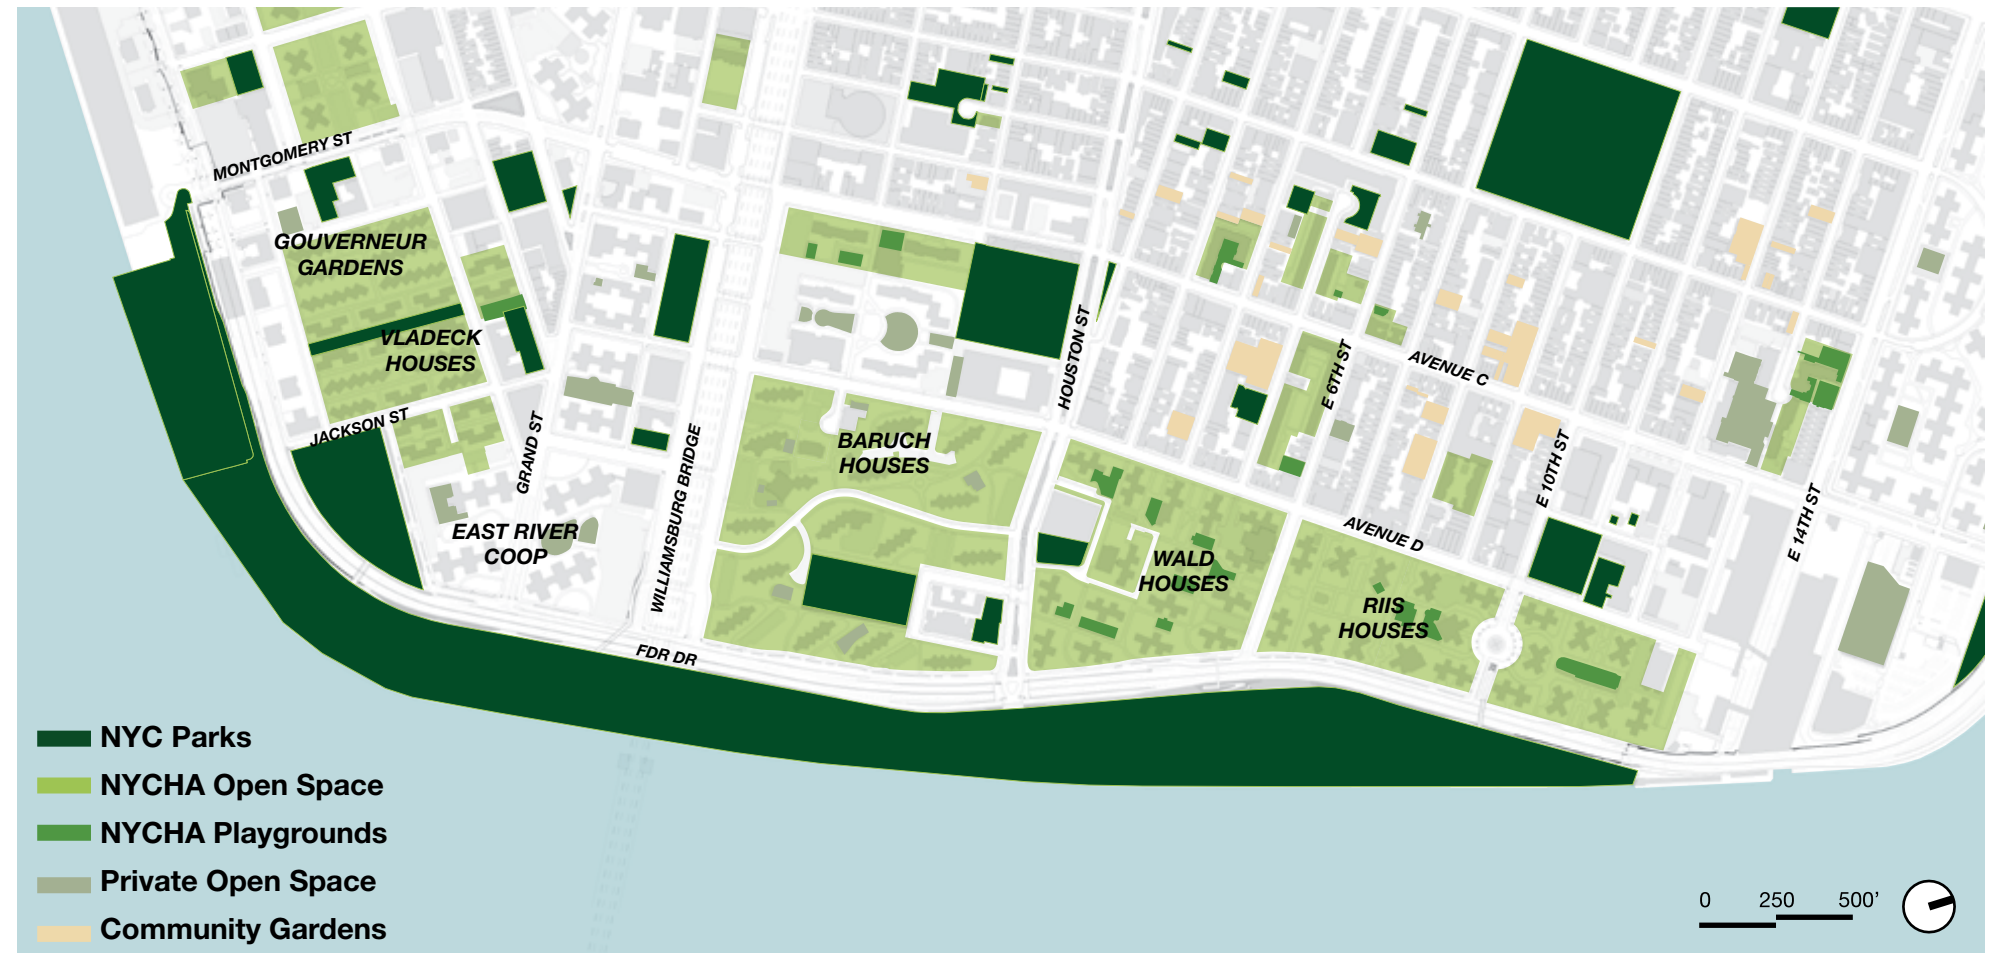 MONTGOMERY ST
GOUVERNEUR
GARDENS
VLADECK
HOUSES
JACKSON ST
GRAND ST
EAST RIVER
COOP
WILLIAMSBURG BRIDGE
FDR DR
BARUCH
HOUSES
HOUSTON ST
WALD
HOUSES
E 6TH ST
AVENUE C
AVENUE D
RIIS
HOUSES
E 10TH ST
E 14TH ST
NYC Parks
NYCHA Open Space
NYCHA Playgrounds
Private Open Space
Community Gardens
0 250 500'